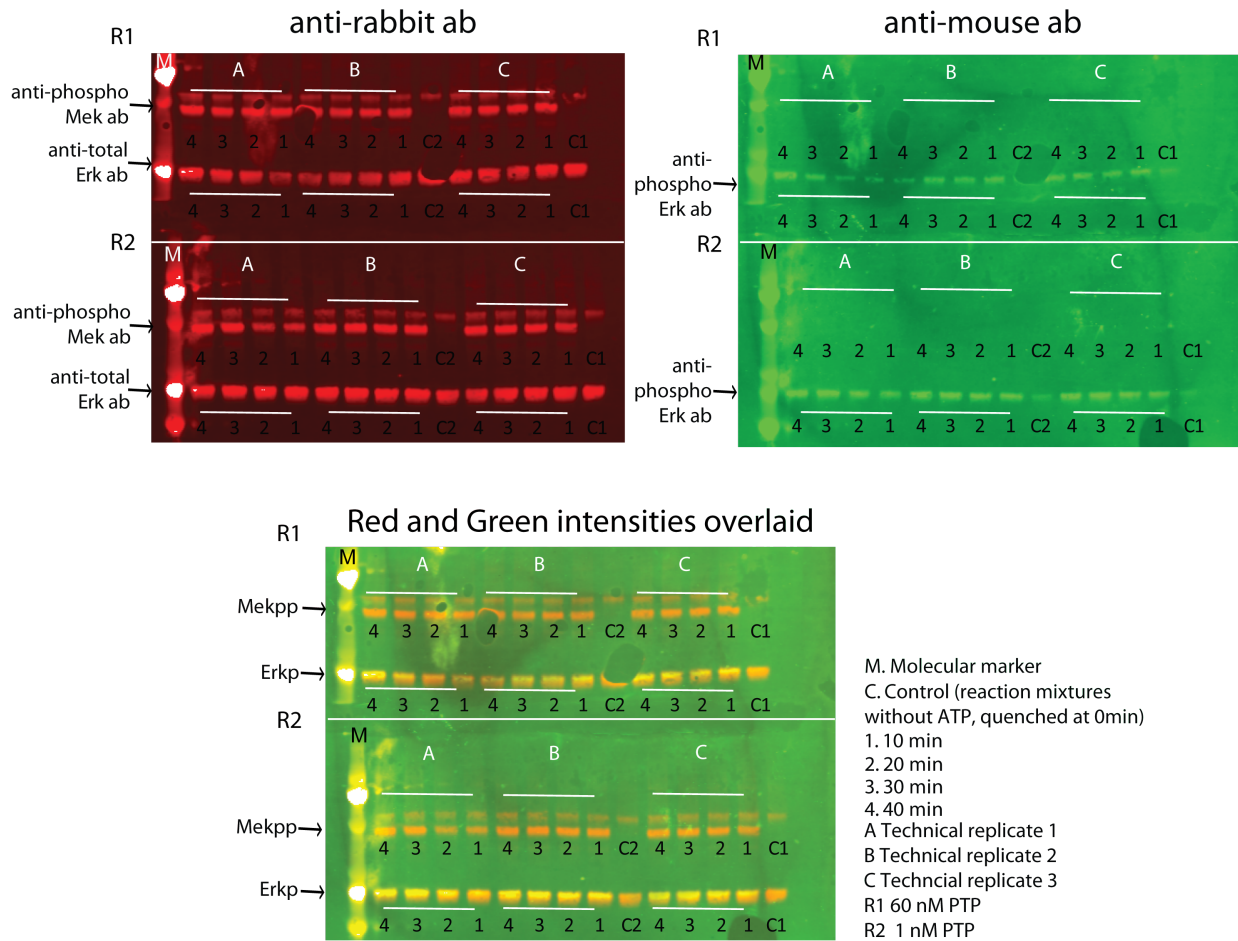 anti-rabbit ab
R1
M
A
B
C
anti-phospho
Mek ab
4 3 2 1 4 3 2 1 C2 4 3 2 1 C1
anti-total
Erk ab
4 3 2 1 4 3 2 1 C2 4 3 2 1 C1
R2
M
A
B
C
anti-phospho
Mek ab
4 3 2 1 4 3 2 1 C2 4 3 2 1 C1
anti-total
Erk ab
4 3 2 1 4 3 2 1 C2 4 3 2 1 C1
anti-mouse ab
R1
M
A
B
C
4 3 2 1 4 3 2 1 C2 4 3 2 1 C1
anti-
phospho
Erk ab
4 3 2 1 4 3 2 1 C2 4 3 2 1 C1
R2
M
A
B
C
4 3 2 1 4 3 2 1 C2 4 3 2 1 C1
anti-
phospho
Erk ab
4 3 2 1 4 3 2 1 C2 4 3 2 1 C1
Red and Green intensities overlaid
R1
M
A
B
C
Mekpp
4 3 2 1 4 3 2 1 C2 4 3 2 1 C1
Erkp
4 3 2 1 4 3 2 1 C2 4 3 2 1 C1
R2
M
A
B
C
Mekpp
4 3 2 1 4 3 2 1 C2 4 3 2 1 C1
Erkp
4 3 2 1 4 3 2 1 C2 4 3 2 1 C1
M. Molecular marker
C. Control (reaction mixtures
without ATP, quenched at 0min)
1. 10 min
2. 20 min
3. 30 min
4. 40 min
A Technical replicate 1
B Technical replicate 2
C Techncial replicate 3
R1 60 nM PTP
R2 1 nM PTP